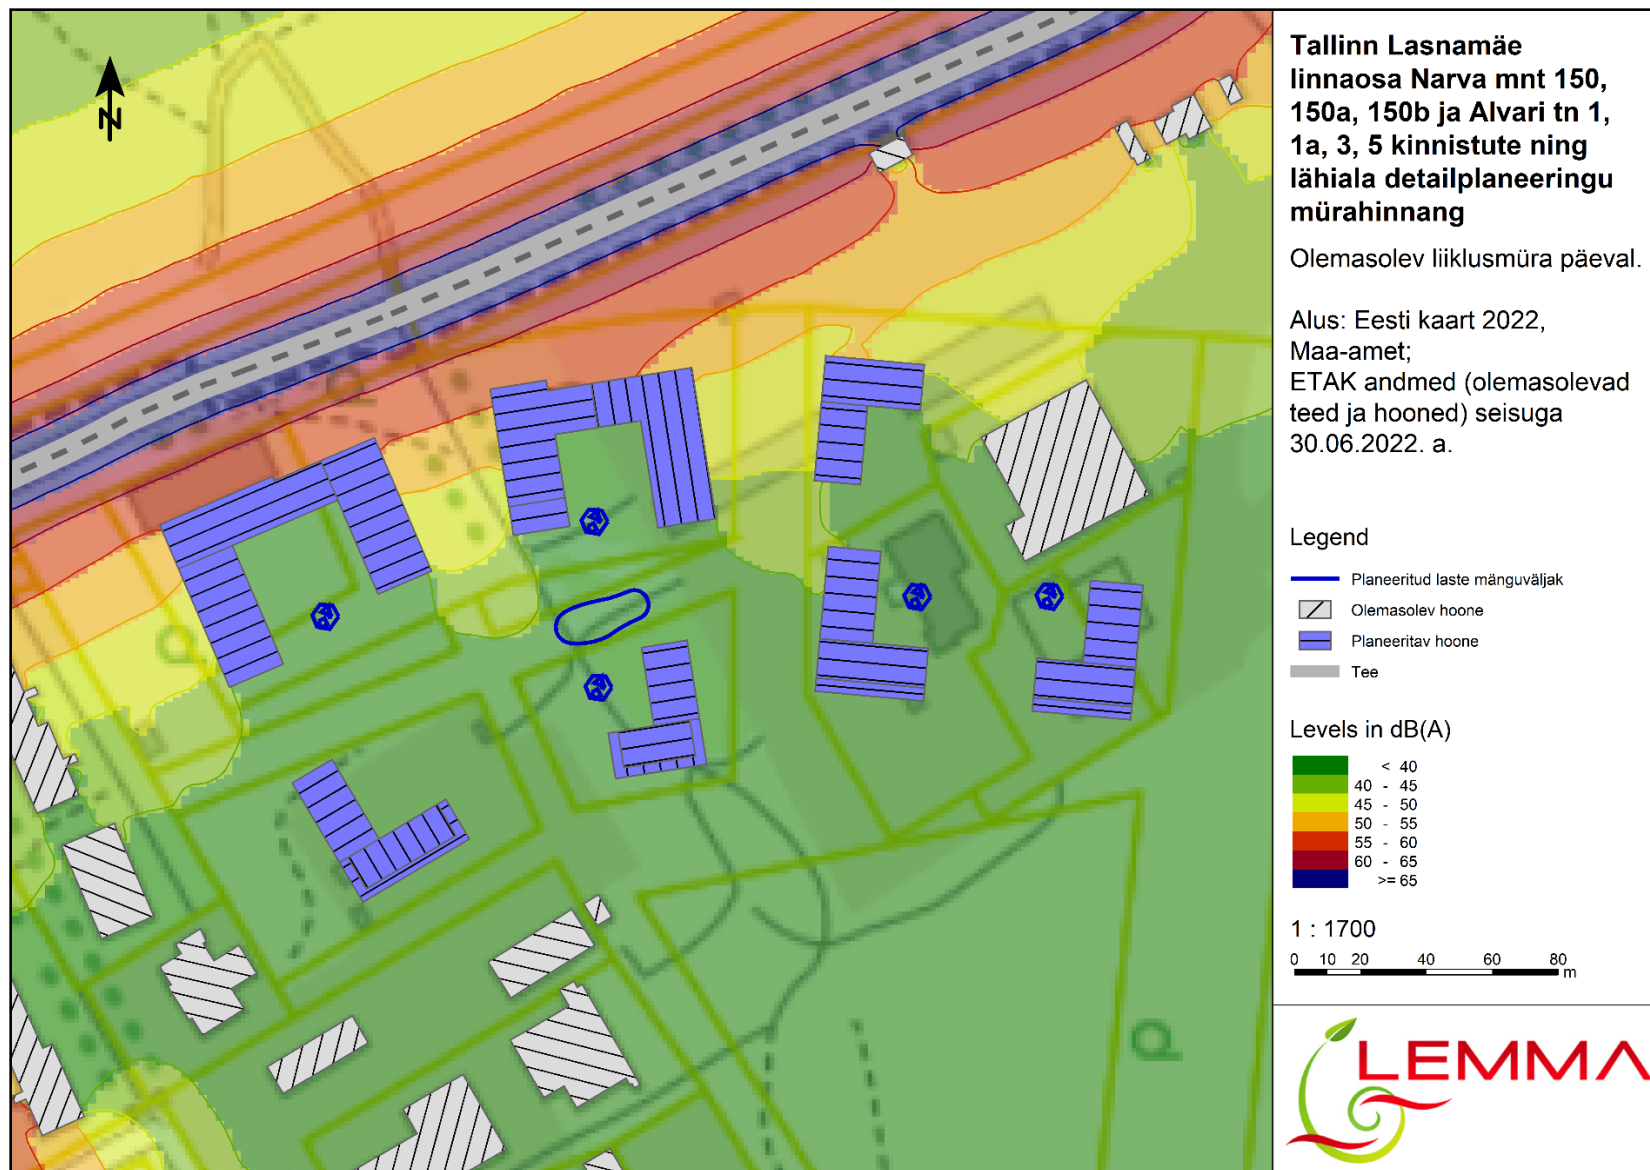 N
Tallinn Lasnamäe
linnaosa Narva mnt 150,
150a, 150b ja Alvari tn 1,
1a, 3, 5 kinnistute ning
lähiala detailplaneeringu
mürahinnang
Olemasolev liiklusmüra päeval.
Alus: Eesti kaart 2022,
Maa-amet;
ETAK andmed (olemasolevad
teed ja hooned) seisuga
30.06.2022. a.
Legend
Planeeritud laste mänguväljak
Olemasolev hoone
Planeeritav hoone
Tee
Levels in dB(A)
< 40
40 - 45
45 - 50
50 - 55
55 - 60
60 - 65
>= 65
1 : 1700
0 10 20 40 60 80
m
LEMMA